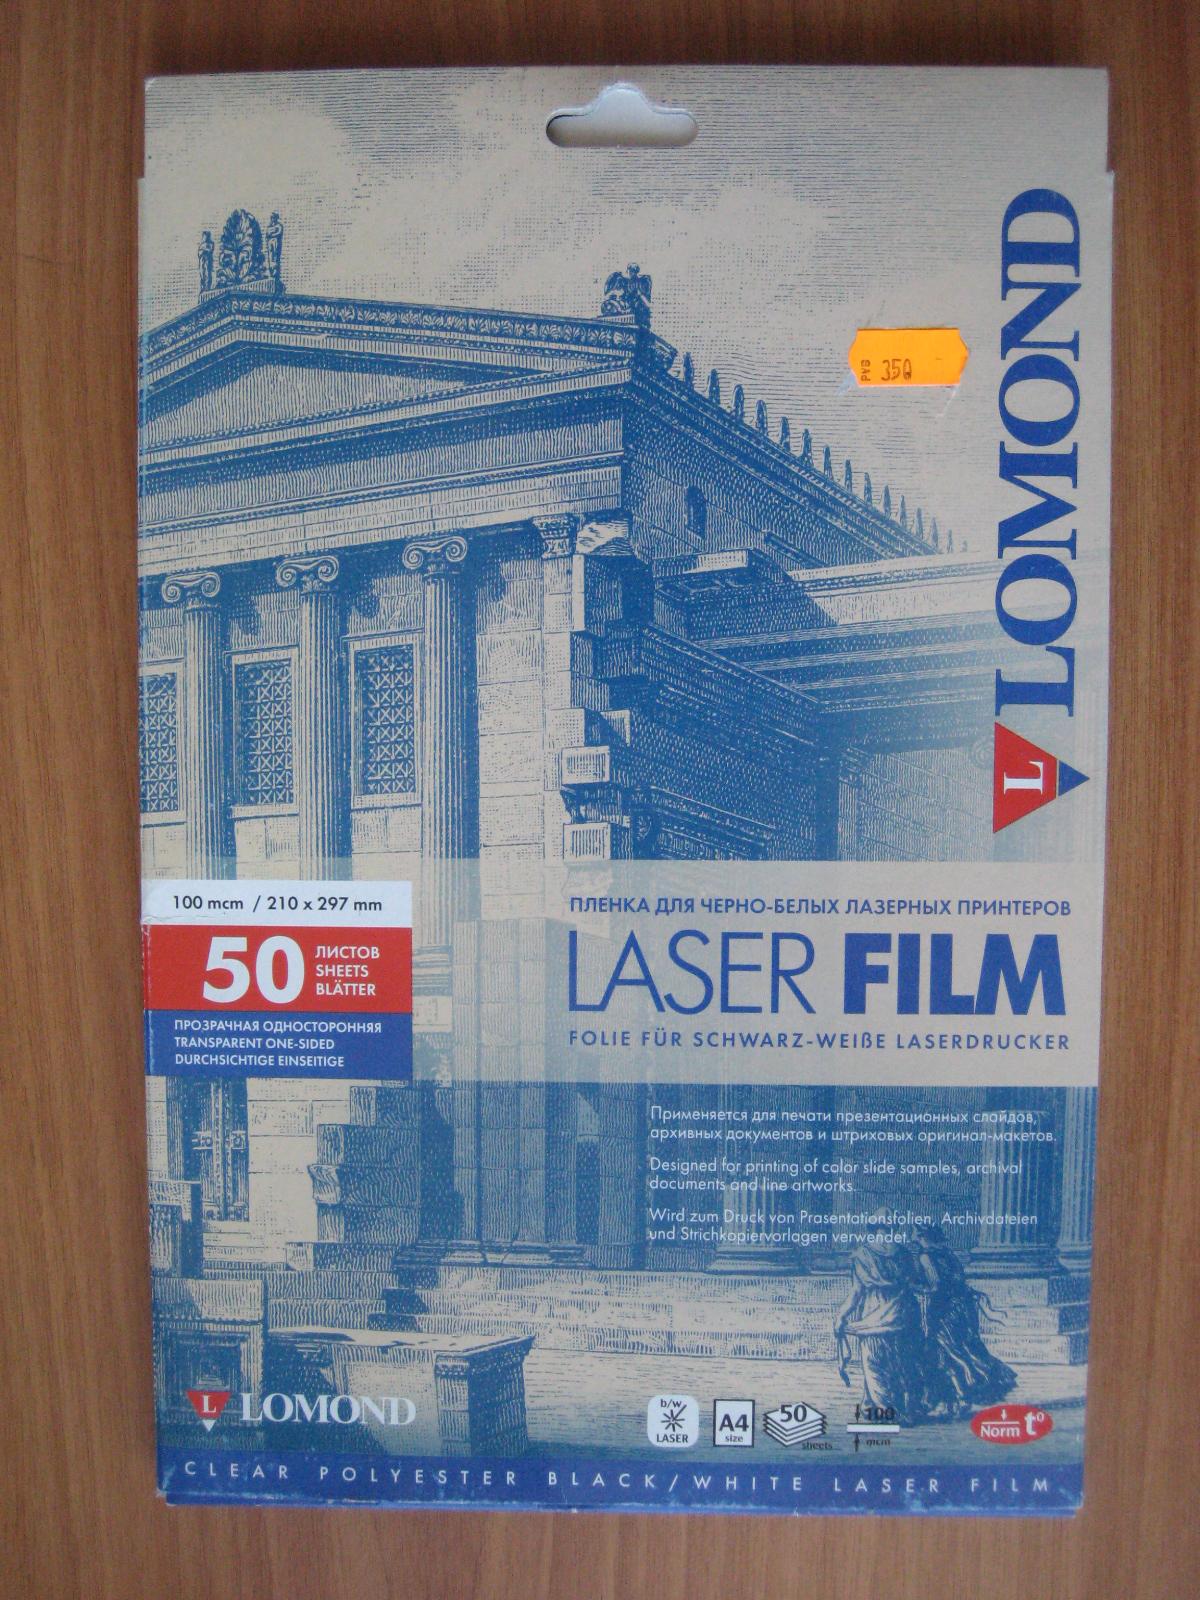 LOMOND
L
РУБ 350
100 mcm / 210 x 297 mm
50
ЛИСТОВ
SHEETS
BLÄTTER
ПРОЗРАЧНАЯ ОДНОСТОРОННЯЯ
TRANSPARENT ONE-SIDED
DURCHSICHTIGE EINSEITIGE
ПЛЕНКА ДЛЯ ЧЕРНО-БЕЛЫХ ЛАЗЕРНЫХ ПРИНТЕРОВ
LASER FILM
FOLIE FÜR SCHWARZ-WEIßE LASERDRUCKER
Применяется для печати презентационных слайдов,
архивных документов и штриховых оригинал-макетов.
Designed for printing of color slide samples, archival
documents and line artworks.
Wird zum Druck von Prasentationsfolien, Archivdateien
und Strichkopiervorlagen verwendet.
L LOMOND
b/w
LASER
A4
size
50
sheets
100
mcm
Norm t°
CLEAR POLYESTER BLACK/WHITE LASER FILM